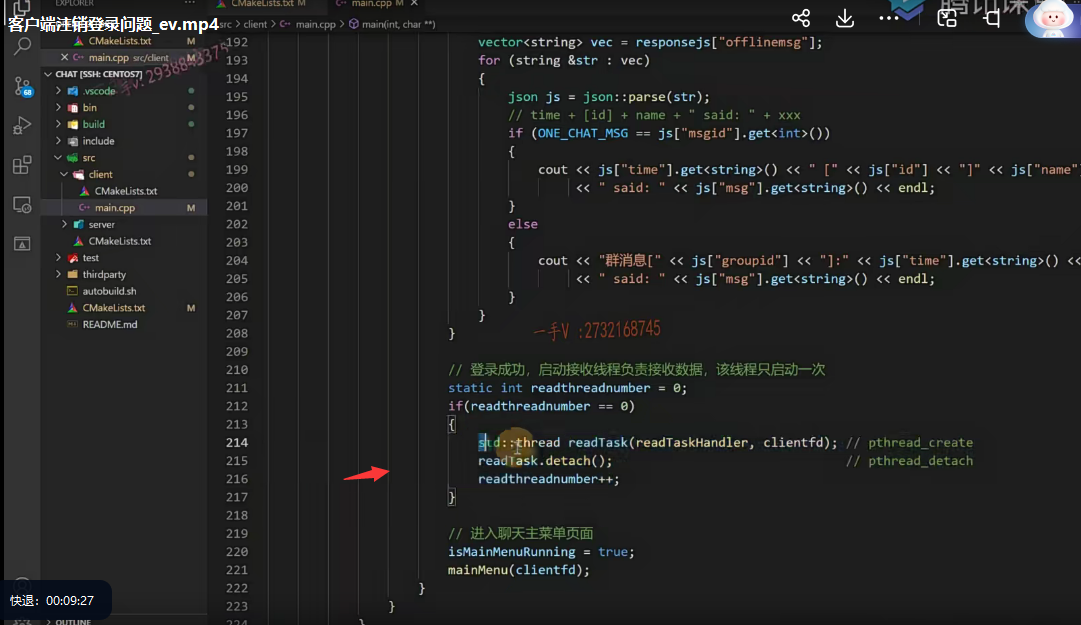 EXPLORER
CMakeLists.txt M
main.cpp M
客户端注销登录问题_ev.mp4
腾讯课
src > client > main.cpp > main(int, char **)
CMakeLists.txt M
main.cpp src/client M
CHAT [SSH: CENTOS7]
.vscode
bin
build
include
src
client
CMakeLists.txt
main.cpp M
server
CMakeLists.txt
test
thirdparty
autobuild.sh
CMakeLists.txt M
README.md
OUTLINE
68
192 vector<string> vec = responsejs["offlinemsg"];
193 for (string &str : vec)
194 {
195 json js = json::parse(str);
196 // time + [id] + name + " said: " + xxx
197 if (ONE_CHAT_MSG == js["msgid"].get<int>())
198 {
199 cout << js["time"].get<string>() << " [" << js["id"] << "]" << js["name"
200 << " said: " << js["msg"].get<string>() << endl;
201 }
202 else
203 {
204 cout << "群消息[" << js["groupid"] << "]:" << js["time"].get<string>() <<
205 << " said: " << js["msg"].get<string>() << endl;
206 }
207 }
208 }
一手V :2732168745
209
210 // 登录成功，启动接收线程负责接收数据，该线程只启动一次
211 static int readthreadnumber = 0;
212 if(readthreadnumber == 0)
213 {
214 std::thread readTask(readTaskHandler, clientfd); // pthread_create
215 readTask.detach(); // pthread_detach
216 readthreadnumber++;
217 }
218
219 // 进入聊天主菜单页面
220 isMainMenuRunning = true;
221 mainMenu(clientfd);
222 }
223 }
224 }
快退：00:09:27